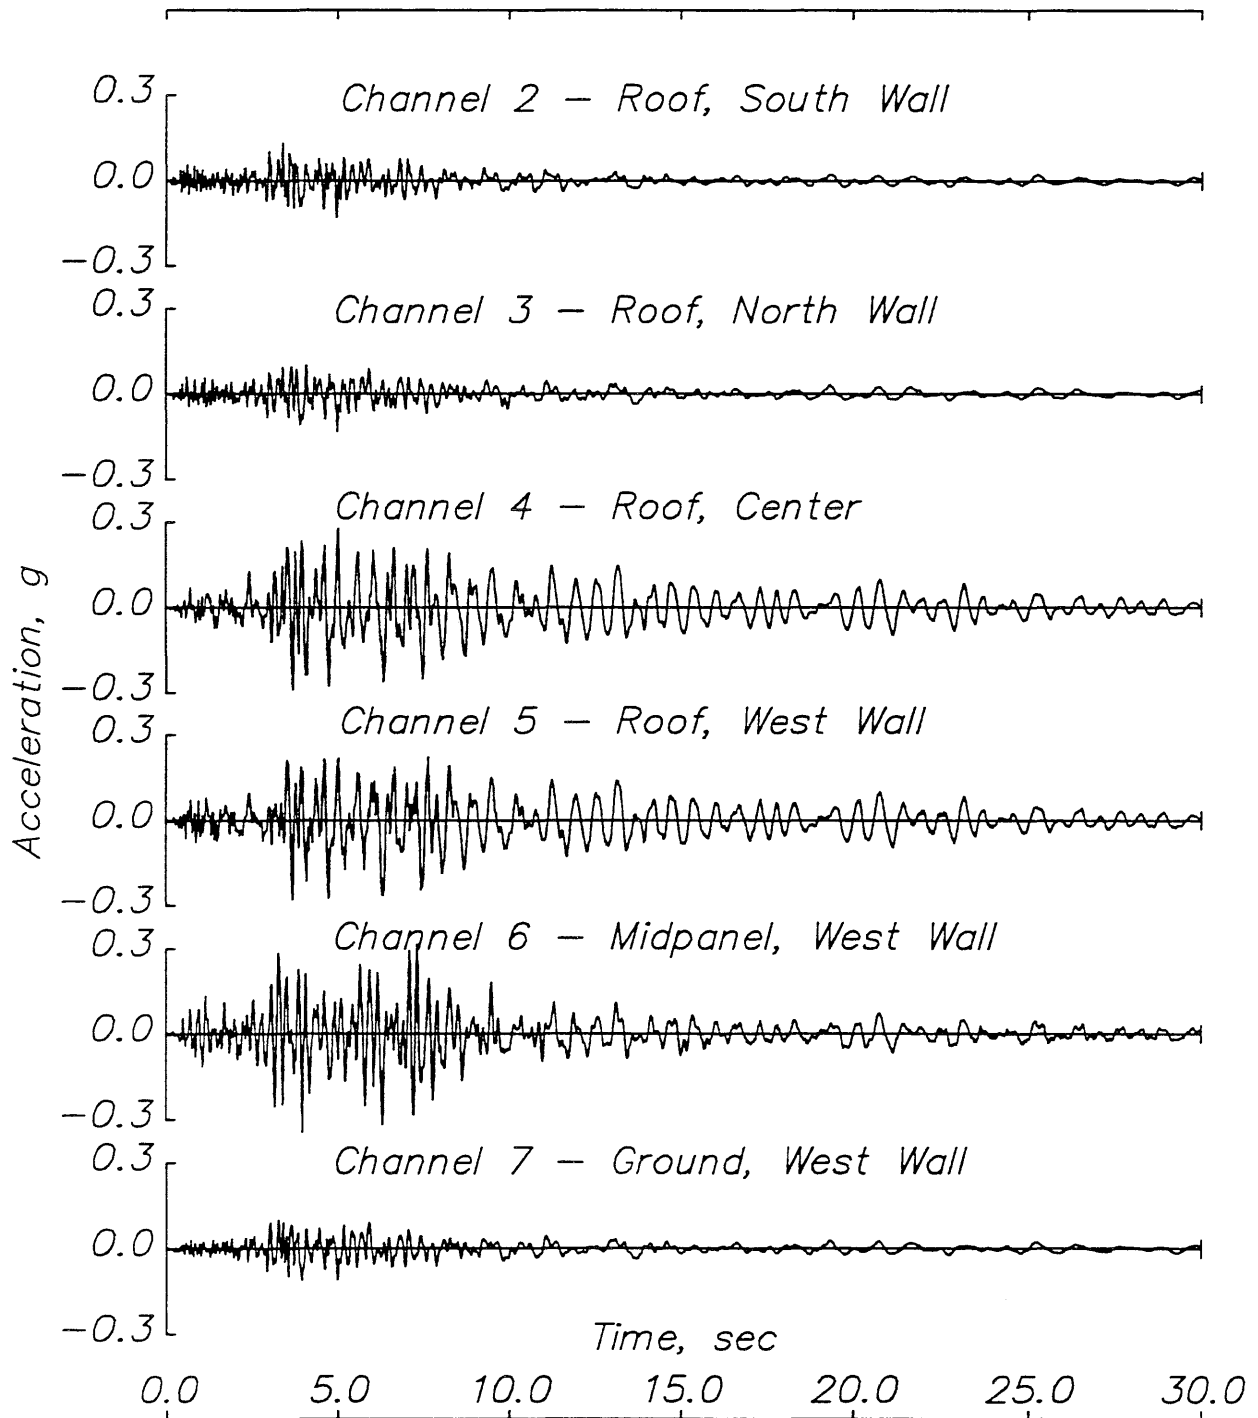 0.3
Channel 2 – Roof, South Wall
0.0
–0.3
0.3
Channel 3 – Roof, North Wall
0.0
–0.3
0.3
Channel 4 – Roof, Center
0.0
–0.3
0.3
Channel 5 – Roof, West Wall
0.0
–0.3
0.3
Channel 6 – Midpanel, West Wall
0.0
–0.3
0.3
Channel 7 – Ground, West Wall
0.0
–0.3
Acceleration, g
Time, sec
0.0 5.0 10.0 15.0 20.0 25.0 30.0